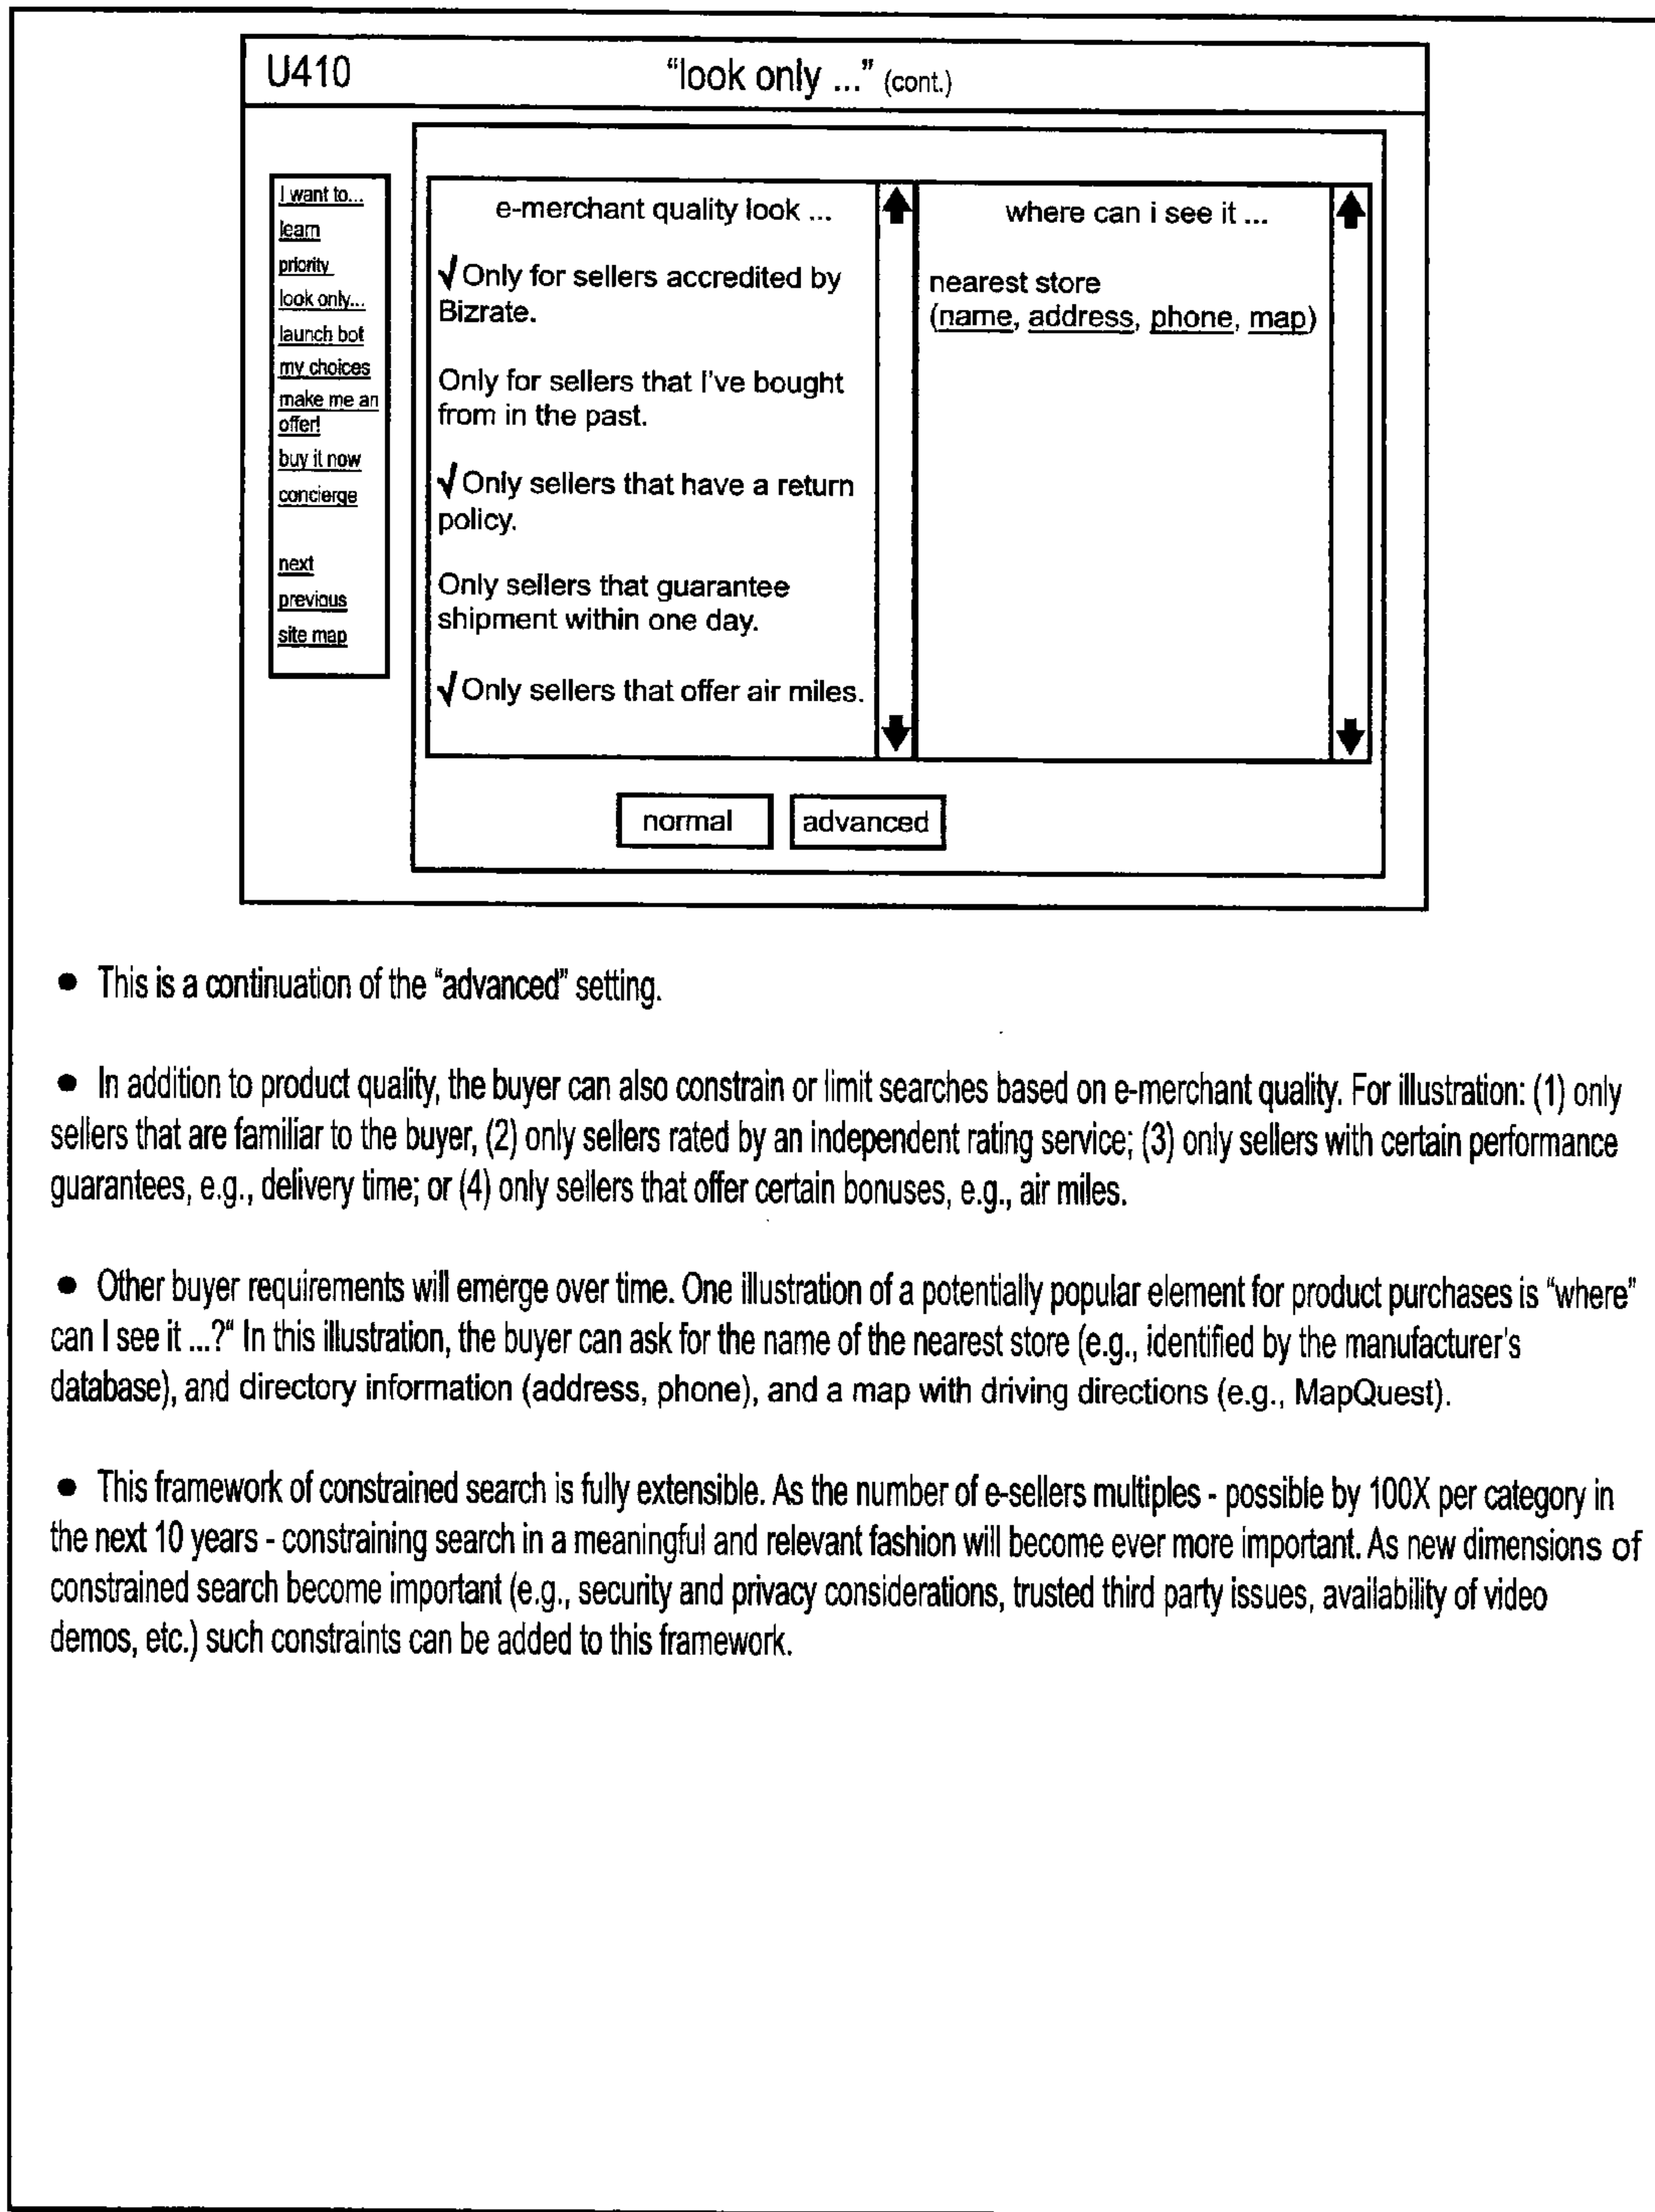 U410
“look only ...” (cont.)
I want to...
learn
priority
look only...
launch bot
my choices
make me an
offer!
buy it now
concierge
next
previous
site map
e-merchant quality look ...
√ Only for sellers accredited by
Bizrate.
Only for sellers that I've bought
from in the past.
√ Only sellers that have a return
policy.
Only sellers that guarantee
shipment within one day.
√ Only sellers that offer air miles.
where can i see it ...
nearest store
(name, address, phone, map)
normal
advanced
• This is a continuation of the “advanced” setting.
• In addition to product quality, the buyer can also constrain or limit searches based on e-merchant quality. For illustration: (1) only
sellers that are familiar to the buyer, (2) only sellers rated by an independent rating service; (3) only sellers with certain performance
guarantees, e.g., delivery time; or (4) only sellers that offer certain bonuses, e.g., air miles.
• Other buyer requirements will emerge over time. One illustration of a potentially popular element for product purchases is “where”
can I see it ...?“ In this illustration, the buyer can ask for the name of the nearest store (e.g., identified by the manufacturer's
database), and directory information (address, phone), and a map with driving directions (e.g., MapQuest).
• This framework of constrained search is fully extensible. As the number of e-sellers multiples - possible by 100X per category in
the next 10 years - constraining search in a meaningful and relevant fashion will become ever more important. As new dimensions of
constrained search become important (e.g., security and privacy considerations, trusted third party issues, availability of video
demos, etc.) such constraints can be added to this framework.